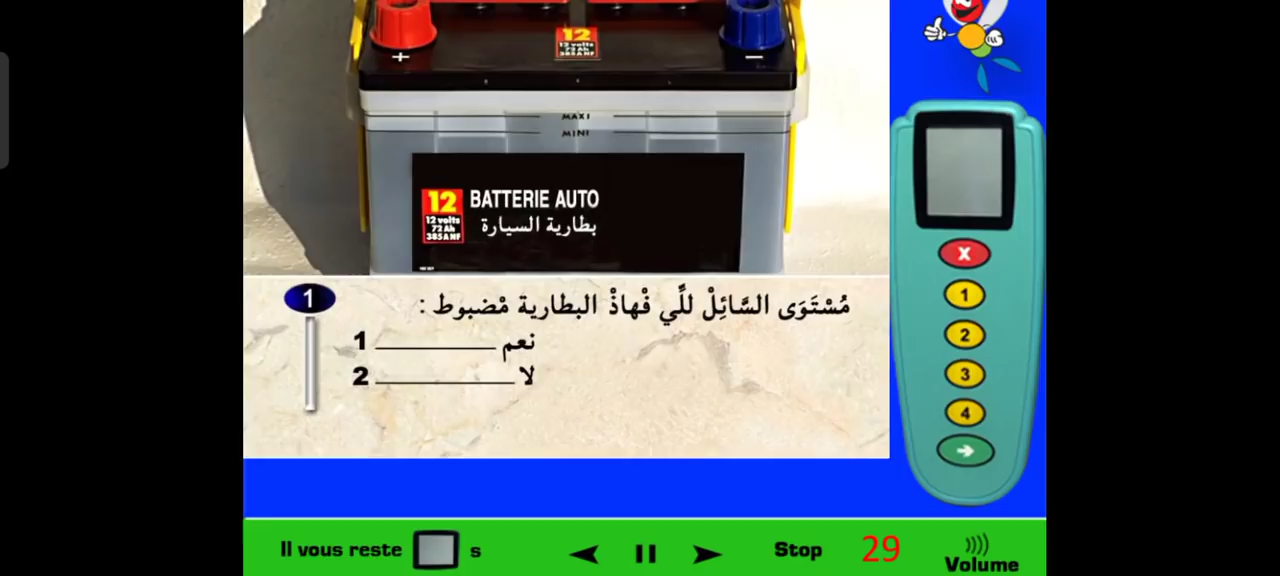 12
12 volts
72 Ah
385 A NF
+
−
MAXI
MINI
12
12 volts
72 Ah
385 A NF
BATTERIE AUTO
بطارية السيارة
1
مُسْتَوَى السَّائِلْ للِّي فْهاذْ البطارية مْضبوط :
نعم 1
لا 2
X
1
2
3
4
Il vous reste s
Stop
29
Volume